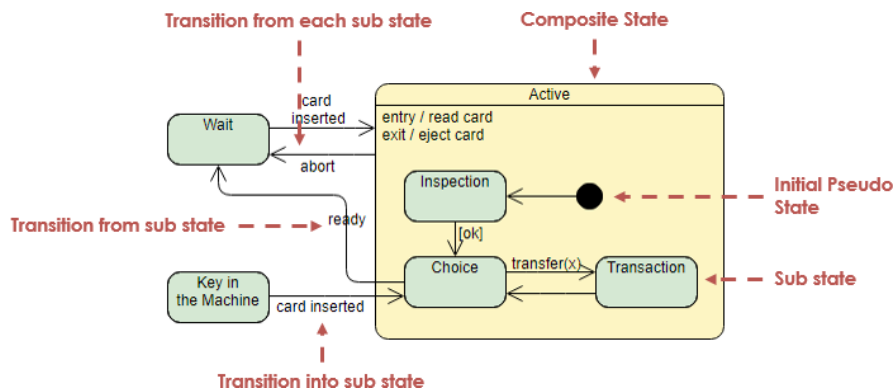 Transition from each sub state
Composite State
card
inserted
Active
Wait
entry / read card
exit / eject card
abort
Inspection
Initial Pseudo
State
Transition from sub state
ready
[ok]
Choice
transfer(x)
Transaction
Sub state
Key in
the Machine
card inserted
Transition into sub state